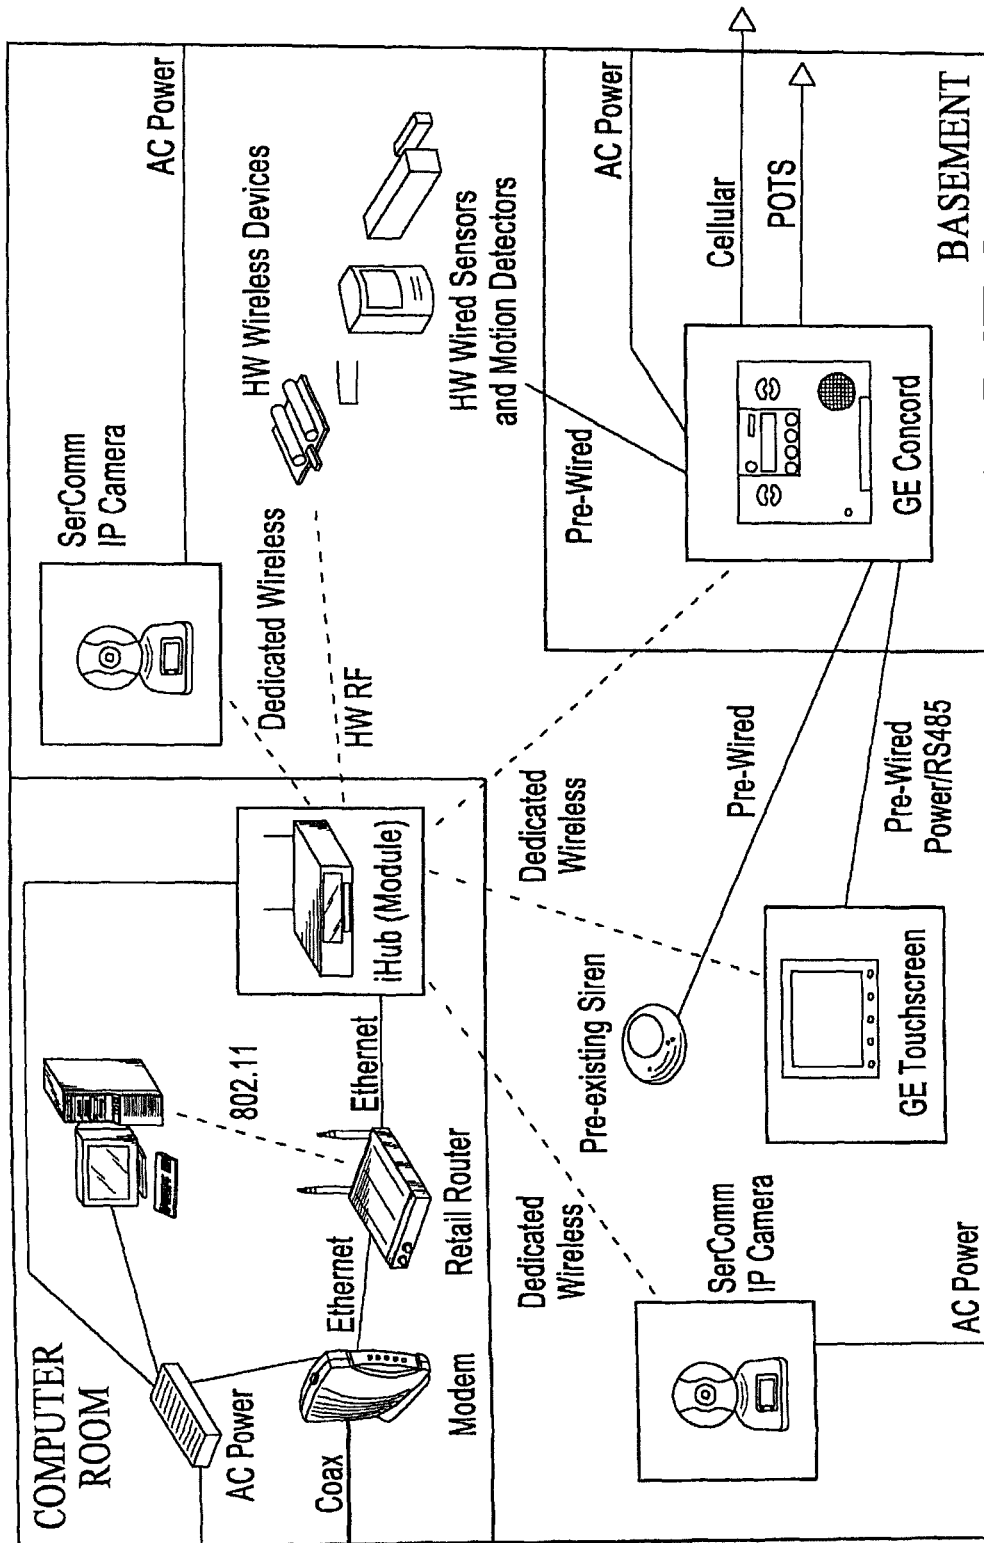 COMPUTER
ROOM
AC Power
Coax
Modem
Ethernet
Retail Router
802.11
Ethernet
iHub (Module)
SerComm
IP Camera
AC Power
Dedicated Wireless
HW RF
HW Wireless Devices
HW Wired Sensors
and Motion Detectors
Dedicated
Wireless
SerComm
IP Camera
AC Power
Pre-existing Siren
GE Touchscreen
Dedicated
Wireless
Pre-Wired
Pre-Wired
Power/RS485
Pre-Wired
GE Concord
AC Power
Cellular
POTS
BASEMENT